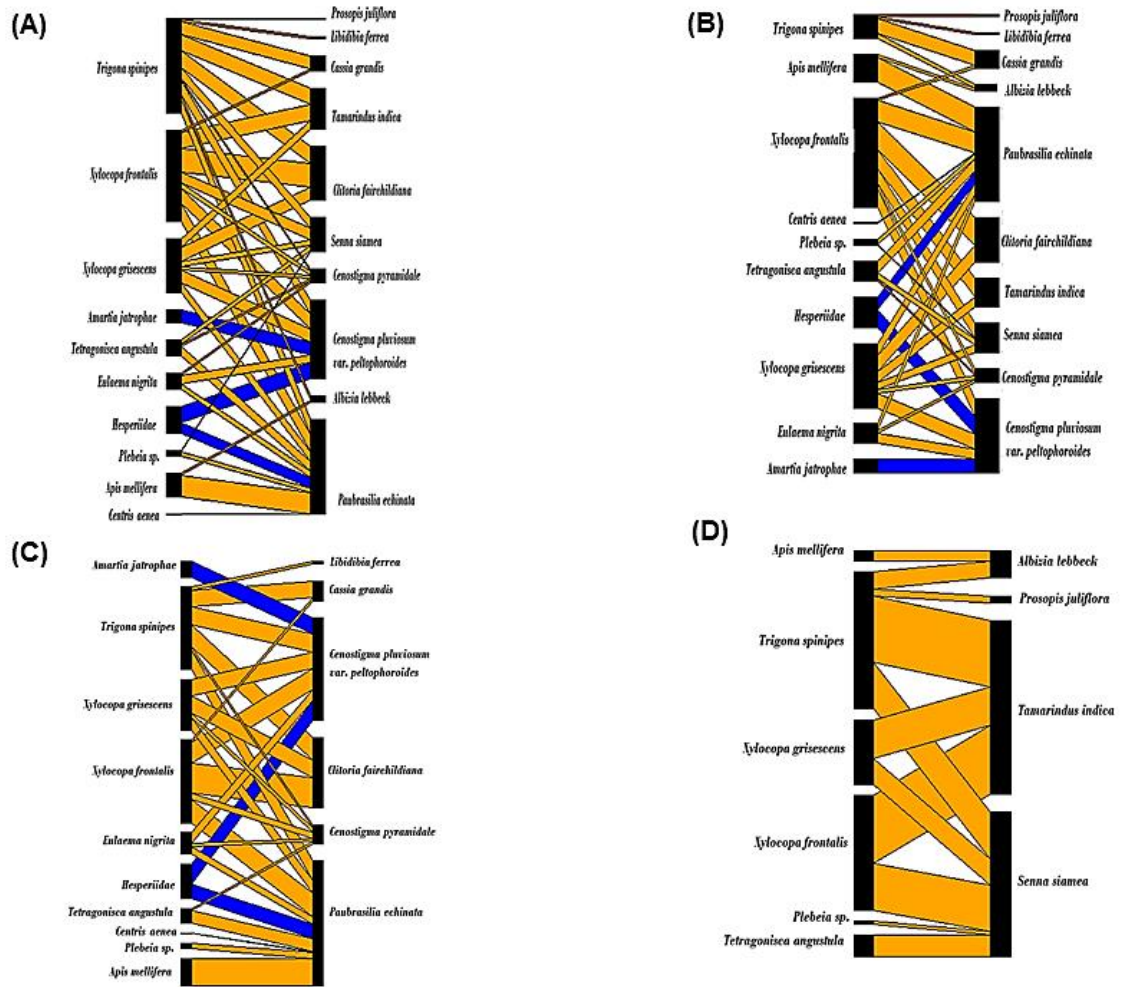 (A)
Prosopis juliflora
Libidibia ferrea
Trigona spinipes
Cassia grandis
Tamarindus indica
Xylocopa frontalis
Clitoria fairchildiana
Senna siamea
Xylocopa grisescens
Cenostigma pyramidale
Amartia jatrophae
Cenostigma pluviosum
var. peltophoroides
Tetragonisca angustula
Eulaema nigrita
Albizia lebbeck
Hesperiidae
Plebeia sp.
Apis mellifera
Paubrasilia echinata
Centris aenea
(B)
Prosopis juliflora
Trigona spinipes
Libidibia ferrea
Apis mellifera
Cassia grandis
Albizia lebbeck
Xylocopa frontalis
Paubrasilia echinata
Centris aenea
Plebeia sp.
Clitoria fairchildiana
Tetragonisca angustula
Tamarindus indica
Hesperiidae
Senna siamea
Xylocopa grisescens
Cenostigma pyramidale
Eulaema nigrita
Cenostigma pluviosum
var. peltophoroides
Amartia jatrophae
(C)
Amartia jatrophae
Libidibia ferrea
Cassia grandis
Trigona spinipes
Cenostigma pluviosum
var. peltophoroides
Xylocopa grisescens
Xylocopa frontalis
Clitoria fairchildiana
Eulaema nigrita
Cenostigma pyramidale
Hesperiidae
Tetragonisca angustula
Paubrasilia echinata
Centris aenea
Plebeia sp.
Apis mellifera
(D)
Apis mellifera
Albizia lebbeck
Prosopis juliflora
Trigona spinipes
Tamarindus indica
Xylocopa grisescens
Xylocopa frontalis
Senna siamea
Plebeia sp.
Tetragonisca angustula